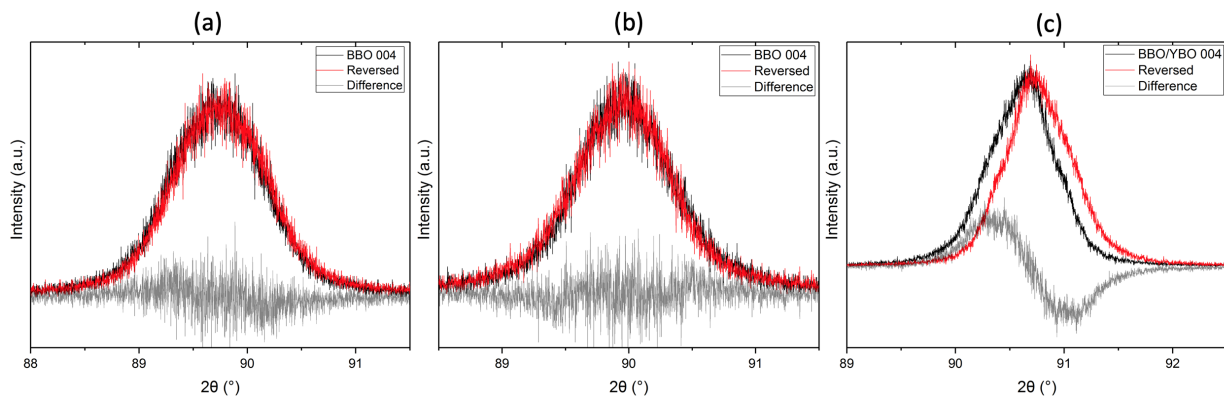 (a)
BBO 004
Reversed
Difference
Intensity (a.u.)
88
89
90
91
2θ (°)
(b)
BBO 004
Reversed
Difference
Intensity (a.u.)
89
90
91
2θ (°)
(c)
BBO/YBO 004
Reversed
Difference
Intensity (a.u.)
89
90
91
92
2θ (°)